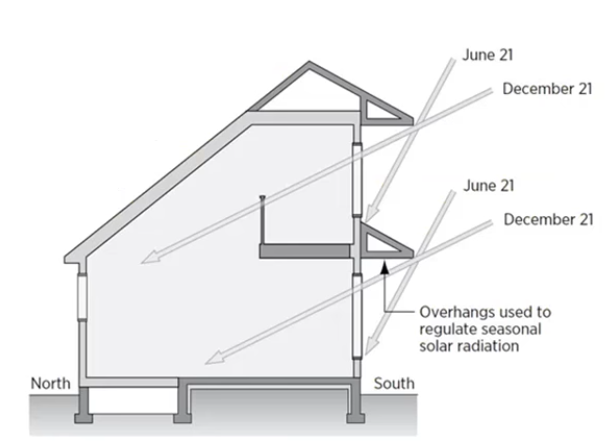 June 21
December 21
June 21
December 21
Overhangs used to
regulate seasonal
solar radiation
North
South